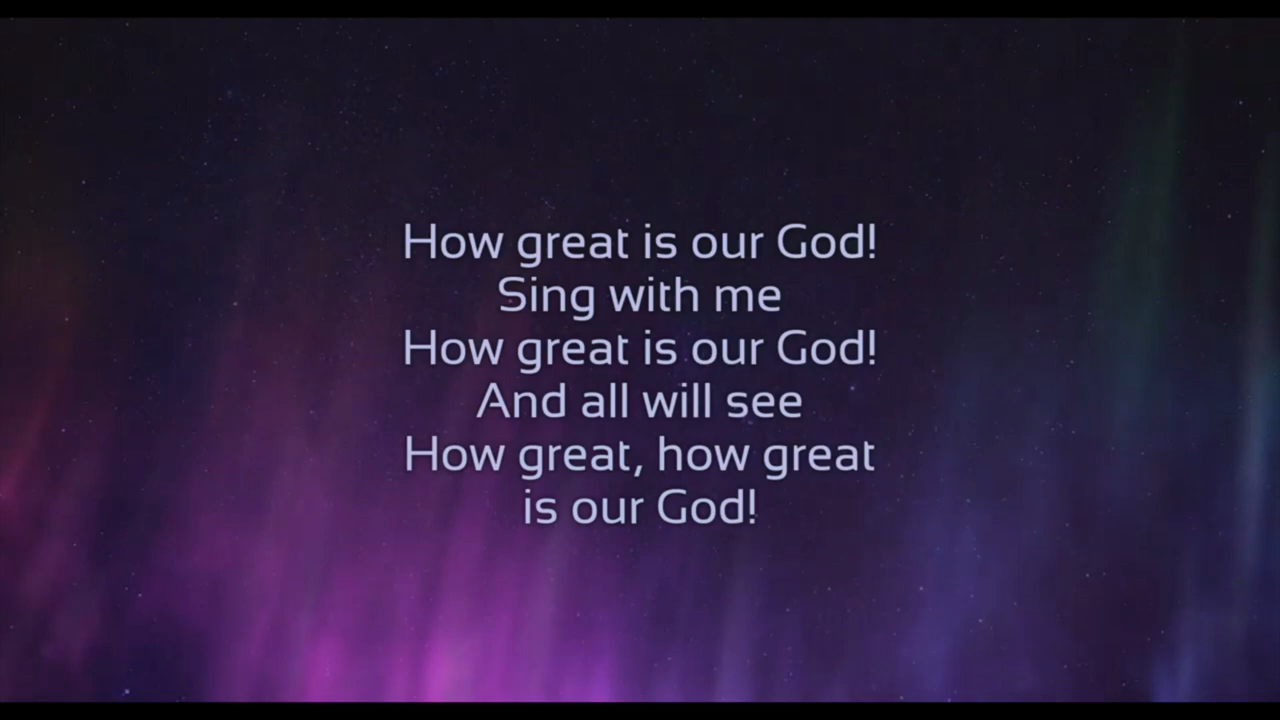 How great is our God!
Sing with me
How great is our God!
And all will see
How great, how great
is our God!